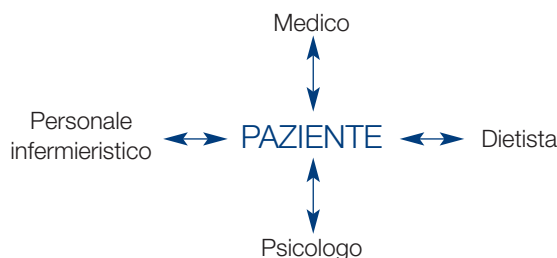 Medico
Personale
infermieristico
PAZIENTE
Dietista
Psicologo